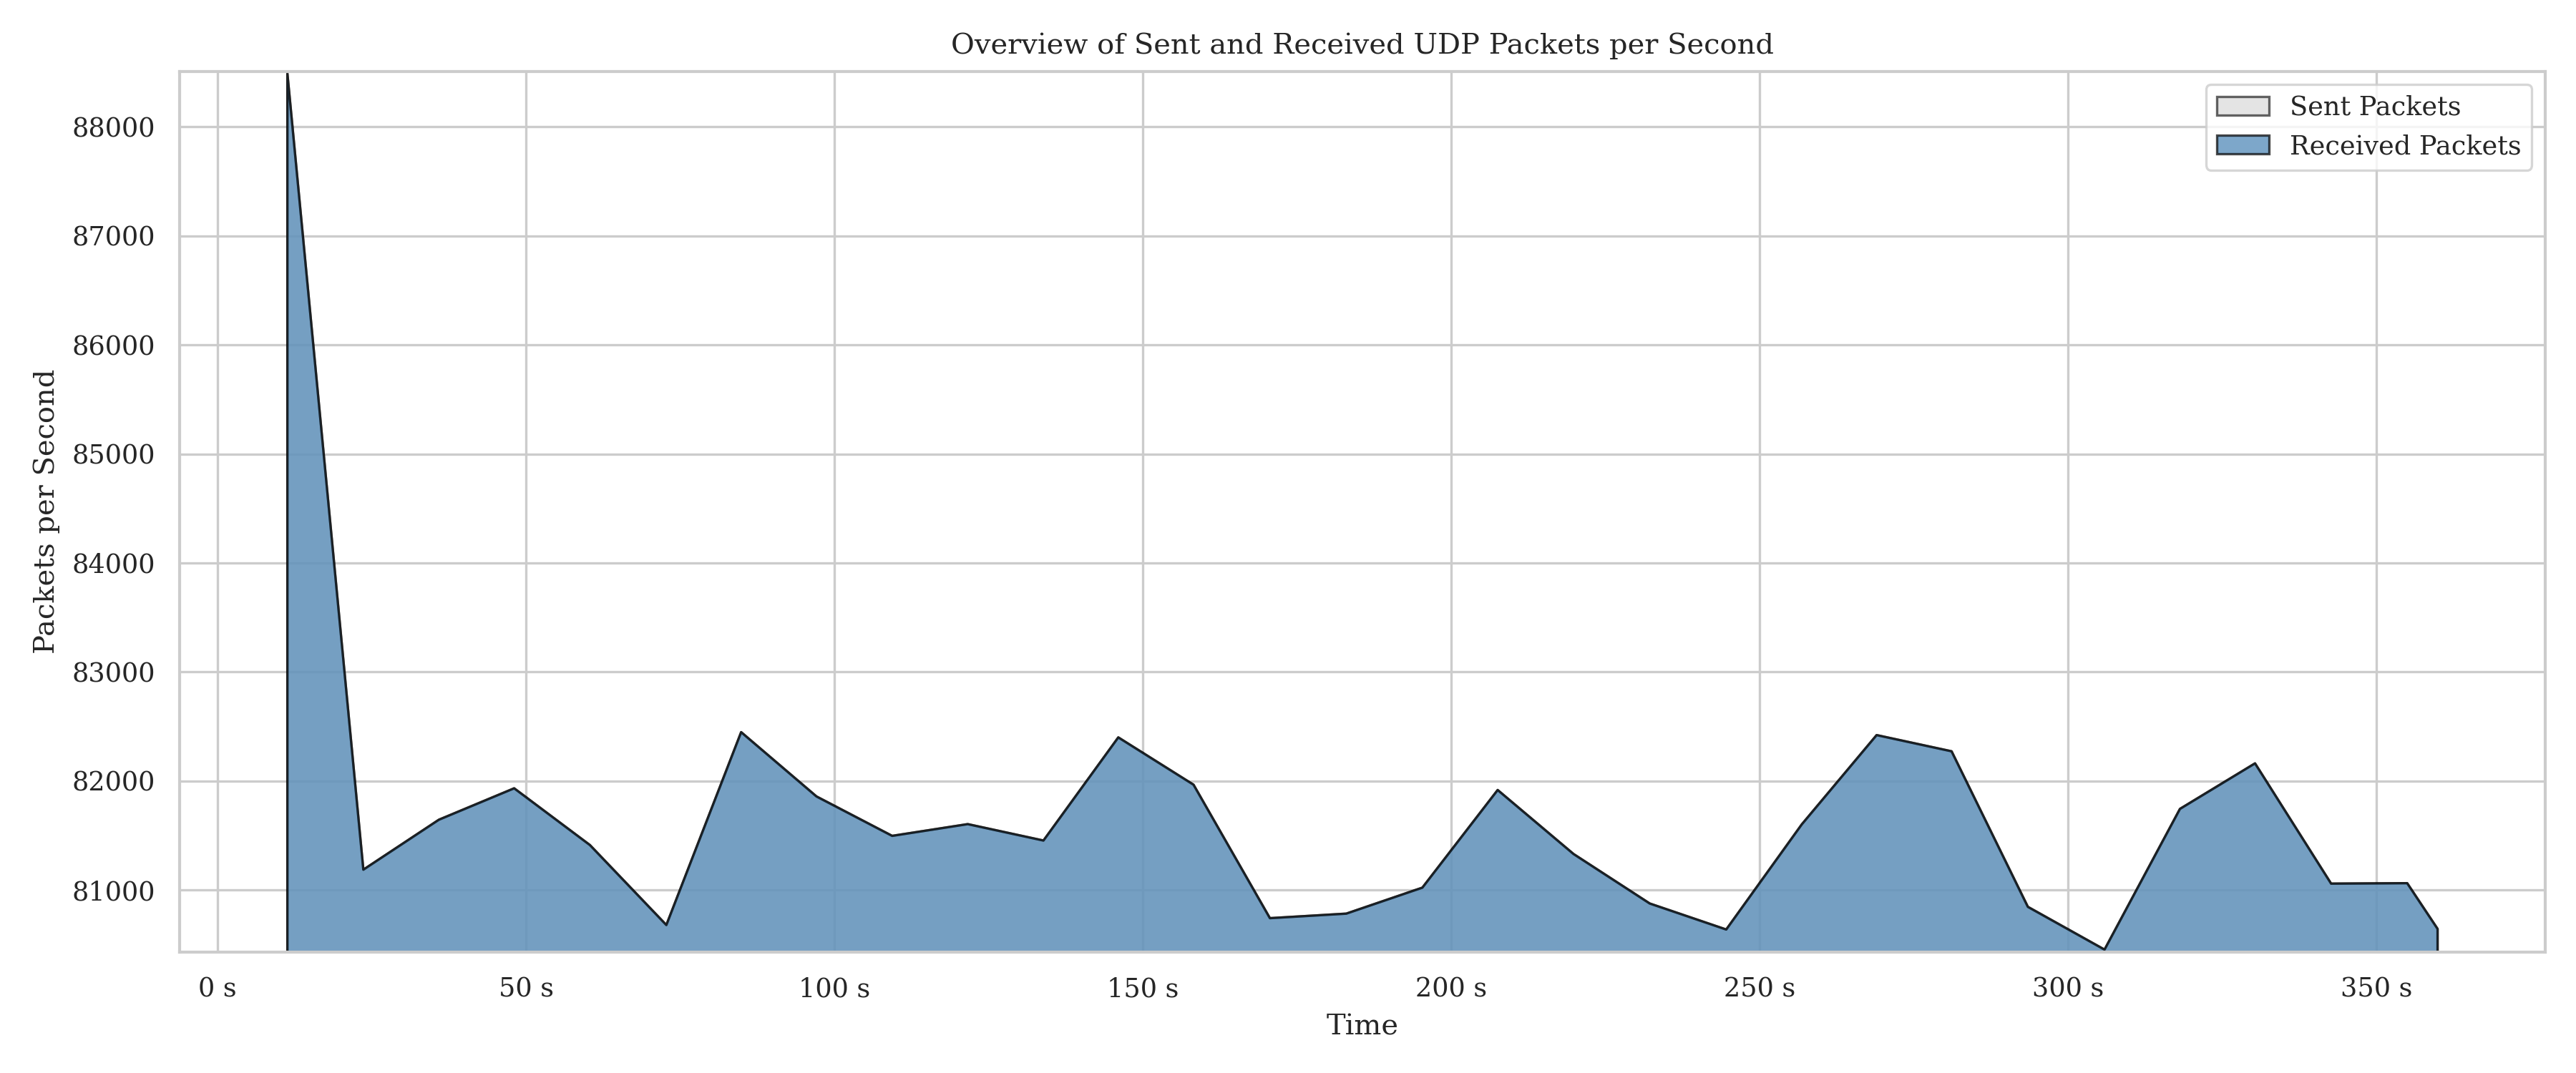 Overview of Sent and Received UDP Packets per Second
Sent Packets
Received Packets
Packets per Second
88000
87000
86000
85000
84000
83000
82000
81000
0 s
50 s
100 s
150 s
200 s
250 s
300 s
350 s
Time